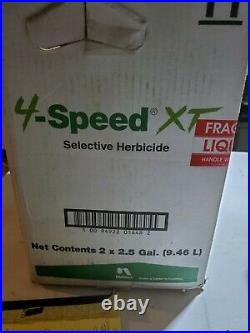 4-Speed® XT
FRAG
LIQU
HANDLE W
Selective Herbicide
Net Contents 2 x 2.5 Gal. (9.46 L)